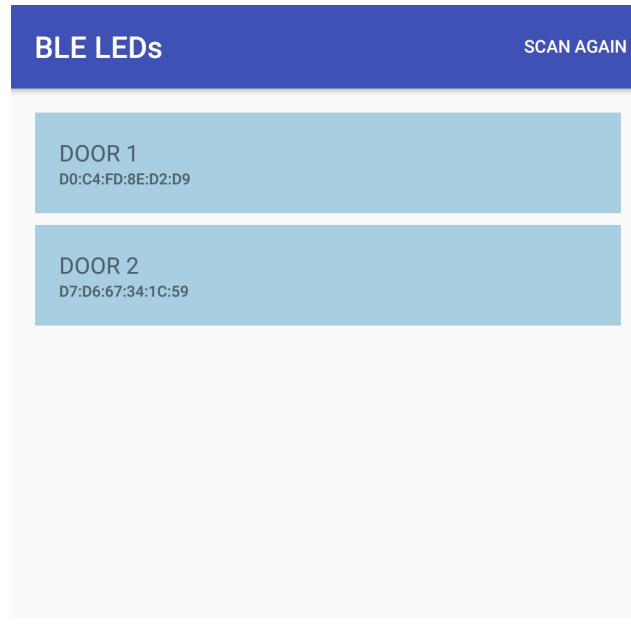 BLE LEDs
SCAN AGAIN
DOOR 1
D0:C4:FD:8E:D2:D9
DOOR 2
D7:D6:67:34:1C:59